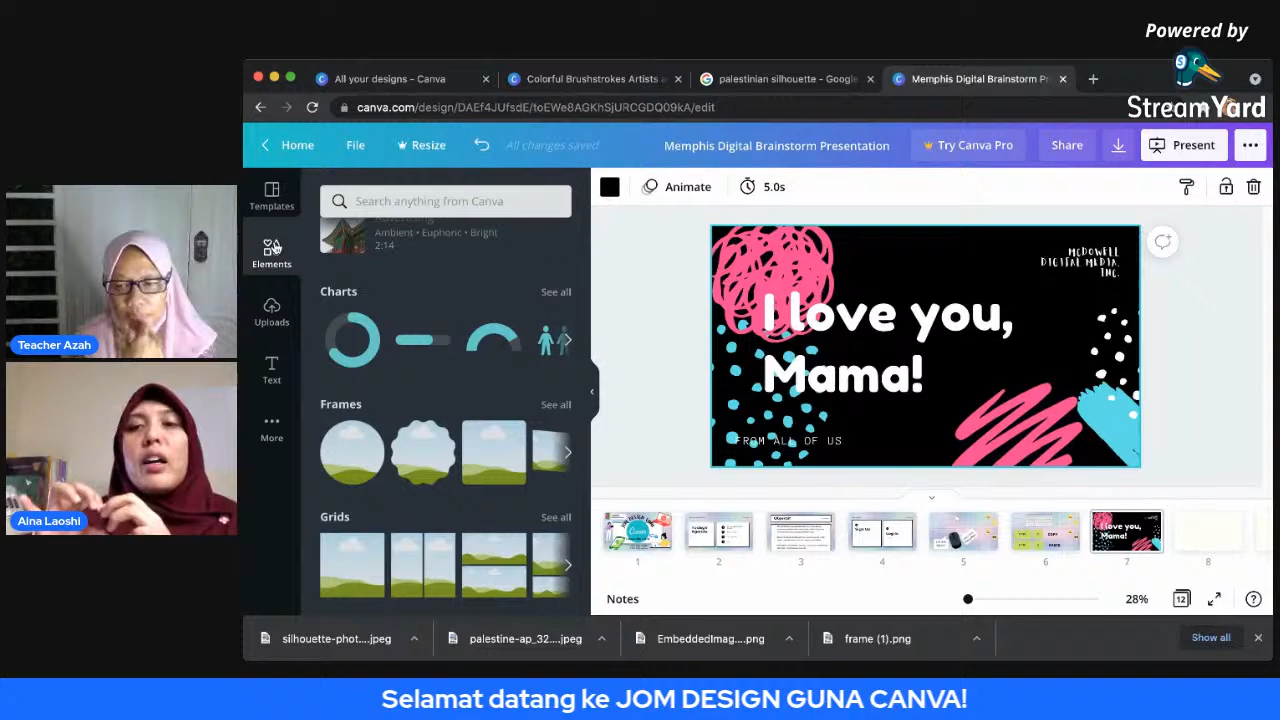 Powered by
StreamYard
All your designs - Canva
Colorful Brushstrokes Artists a
palestinian silhouette - Google
Memphis Digital Brainstorm Pr
canva.com/design/DAEf4JUfsdE/toEWe8AGKhSjURCGDQ09kA/edit
Home
File
Resize
All changes saved
Memphis Digital Brainstorm Presentation
Try Canva Pro
Share
Present
Templates
Elements
Uploads
Text
More
Search anything from Canva
Advertising
Ambient • Euphoric • Bright
2:14
Charts
See all
Frames
See all
Grids
See all
Animate
5.0s
MCDOWELL
DIGITAL MEDIA,
INC.
I love you,
Mama!
FROM ALL OF US
I love you,
Mama!
1
2
3
4
5
6
7
8
Notes
28%
12
silhouette-phot....jpeg
palestine-ap_32....jpeg
EmbeddedImag....png
frame (1).png
Show all
Teacher Azah
Aina Laoshi
Selamat datang ke JOM DESIGN GUNA CANVA!